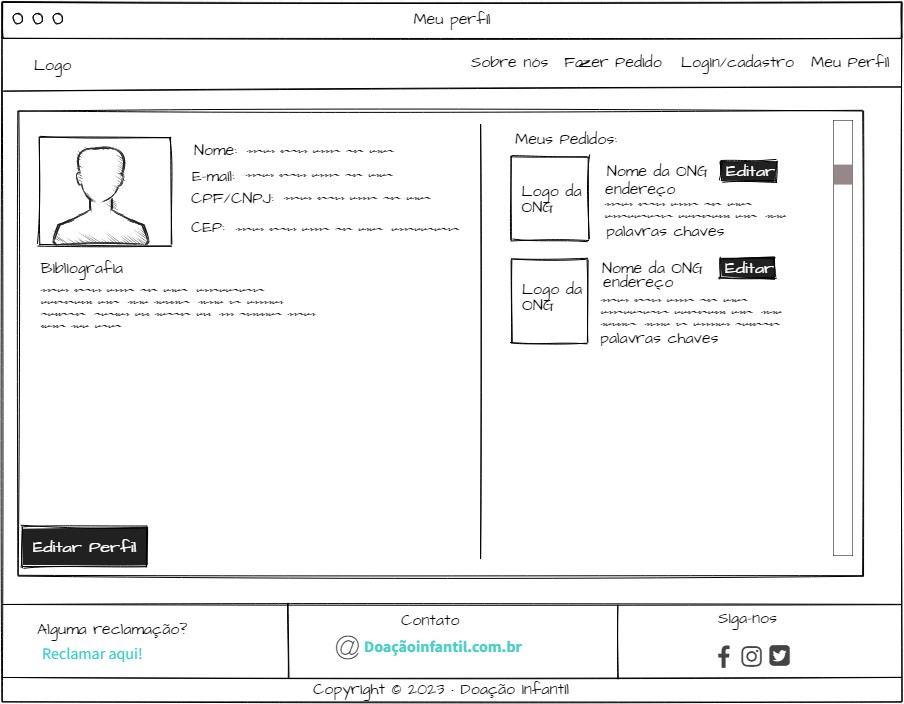 Meu perfil
Logo
Sobre nós Fazer Pedido Login/cadastro Meu Perfil
Nome:
E-mail:
CPF/CNPJ:
CEP:
Bibliografia
Editar Perfil
Meus Pedidos:
Logo da
ONG
Nome da ONG Editar
endereço
palavras chaves
Logo da
ONG
Nome da ONG Editar
endereço
palavras chaves
Alguma reclamação?
Reclamar aqui!
Contato
@ Doaçãoinfantil.com.br
Siga-nos
Copyright © 2023 · Doação Infantil